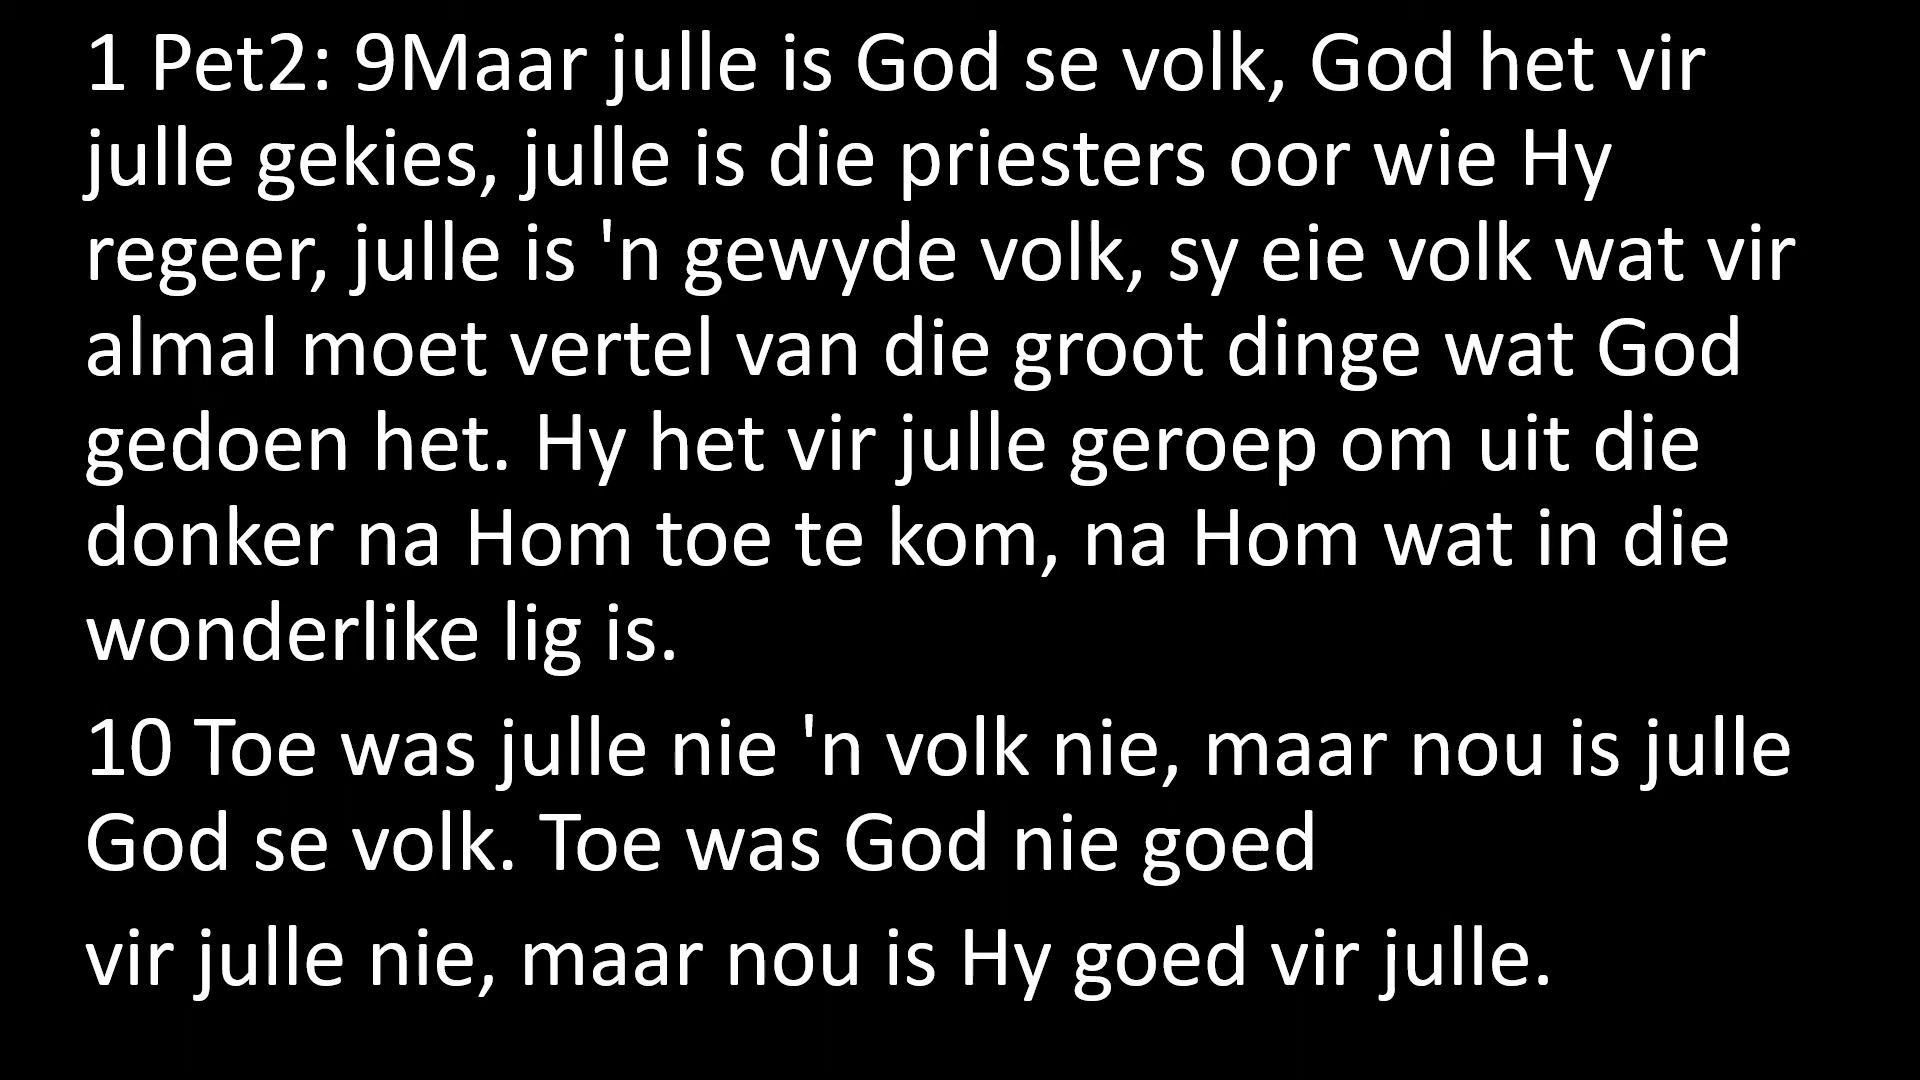 1 Pet2: 9Maar julle is God se volk, God het vir
julle gekies, julle is die priesters oor wie Hy
regeer, julle is 'n gewyde volk, sy eie volk wat vir
almal moet vertel van die groot dinge wat God
gedoen het. Hy het vir julle geroep om uit die
donker na Hom toe te kom, na Hom wat in die
wonderlike lig is.
10 Toe was julle nie 'n volk nie, maar nou is julle
God se volk. Toe was God nie goed
vir julle nie, maar nou is Hy goed vir julle.